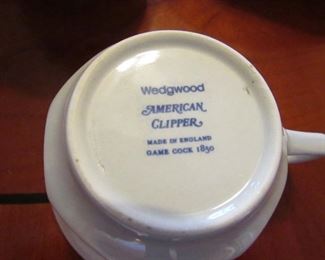 Wedgwood
AMERICAN
CLIPPER
MADE IN ENGLAND
GAME COCK 1850